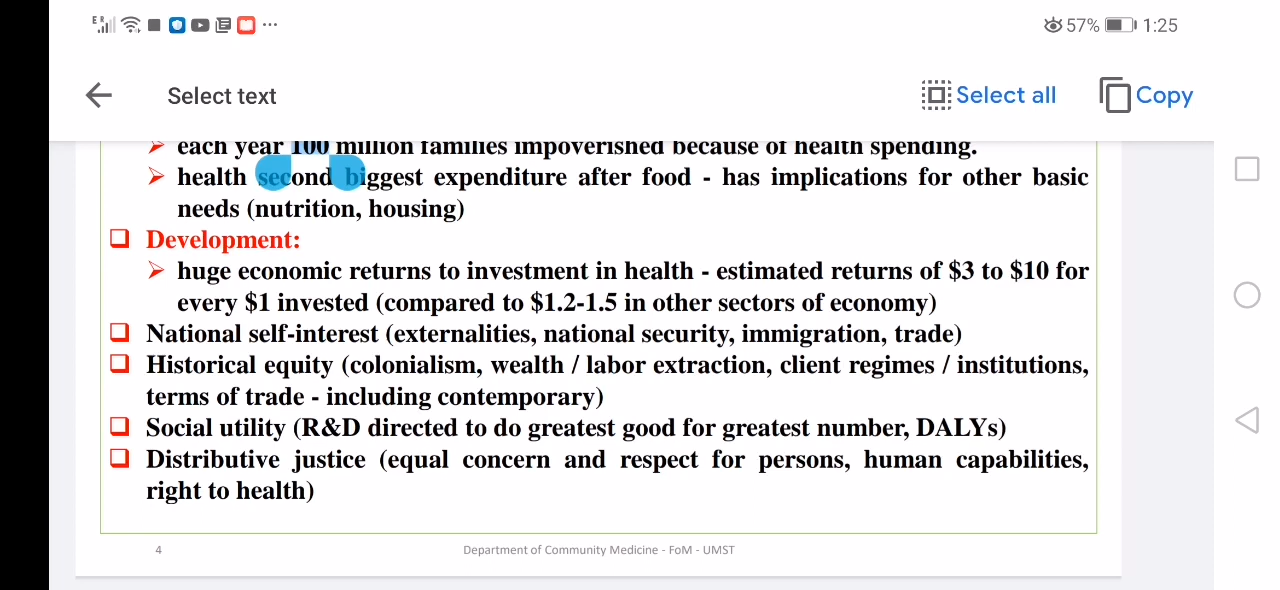 57% 1:25
Select text
Select all
Copy
each year 100 million families impoverished because of health spending.
health second biggest expenditure after food - has implications for other basic
needs (nutrition, housing)
Development:
huge economic returns to investment in health - estimated returns of $3 to $10 for
every $1 invested (compared to $1.2-1.5 in other sectors of economy)
National self-interest (externalities, national security, immigration, trade)
Historical equity (colonialism, wealth / labor extraction, client regimes / institutions,
terms of trade - including contemporary)
Social utility (R&D directed to do greatest good for greatest number, DALYs)
Distributive justice (equal concern and respect for persons, human capabilities,
right to health)
4
Department of Community Medicine - FoM - UMST